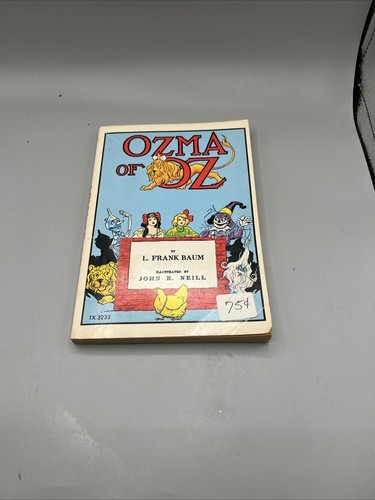 OZMA
OF OZ
BY
L. FRANK BAUM
ILLUSTRATED BY
JOHN R. NEILL
75¢
TX 3233